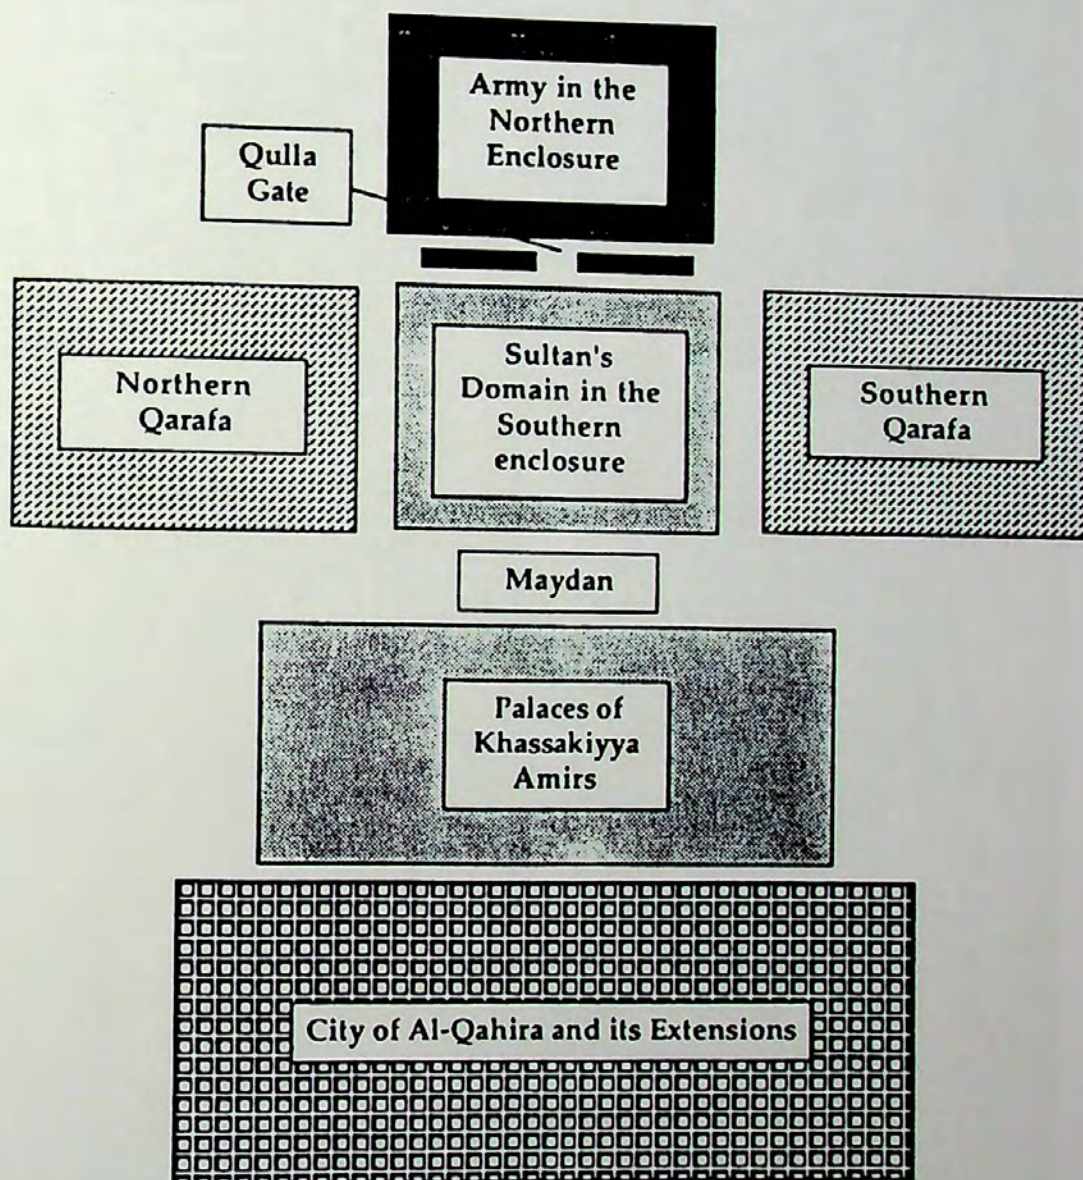 Army in the
Northern
Enclosure
Qulla
Gate
Northern
Qarafa
Sultan's
Domain in the
Southern
enclosure
Southern
Qarafa
Maydan
Palaces of
Khassakiyya
Amirs
City of Al-Qahira and its Extensions